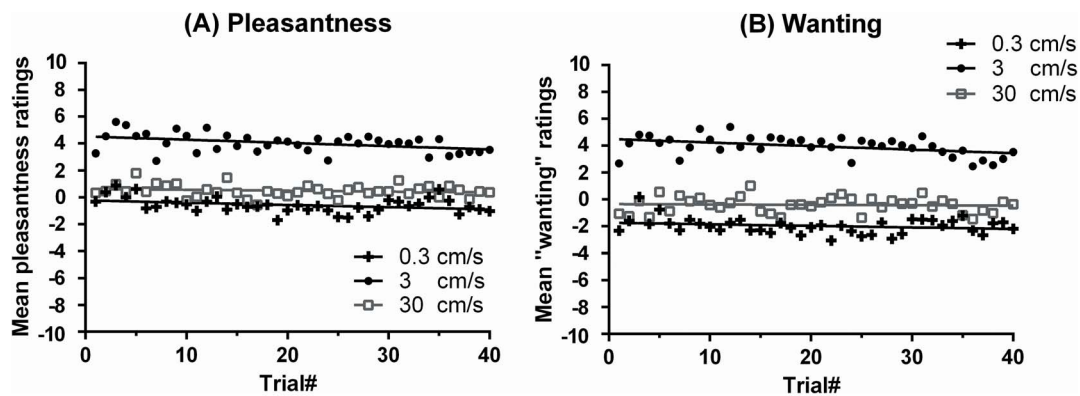 (A) Pleasantness
Mean pleasantness ratings
10
8
6
4
2
0
-2
-4
-6
-8
-10
0.3 cm/s
3 cm/s
30 cm/s
0 10 20 30 40
Trial#
(B) Wanting
0.3 cm/s
3 cm/s
30 cm/s
Mean "wanting" ratings
10
8
6
4
2
0
-2
-4
-6
-8
-10
0 10 20 30 40
Trial#